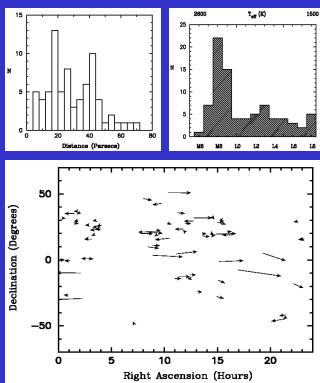 2600 T_eff (K) 1500
15
10
5
0
N
0 20 40 60 80
Distance (Parsecs)
25
20
15
10
5
0
N
M6 M8 L0 L2 L4 L6 L8
50
0
−50
Declination (Degrees)
0 5 10 15 20
Right Ascension (Hours)